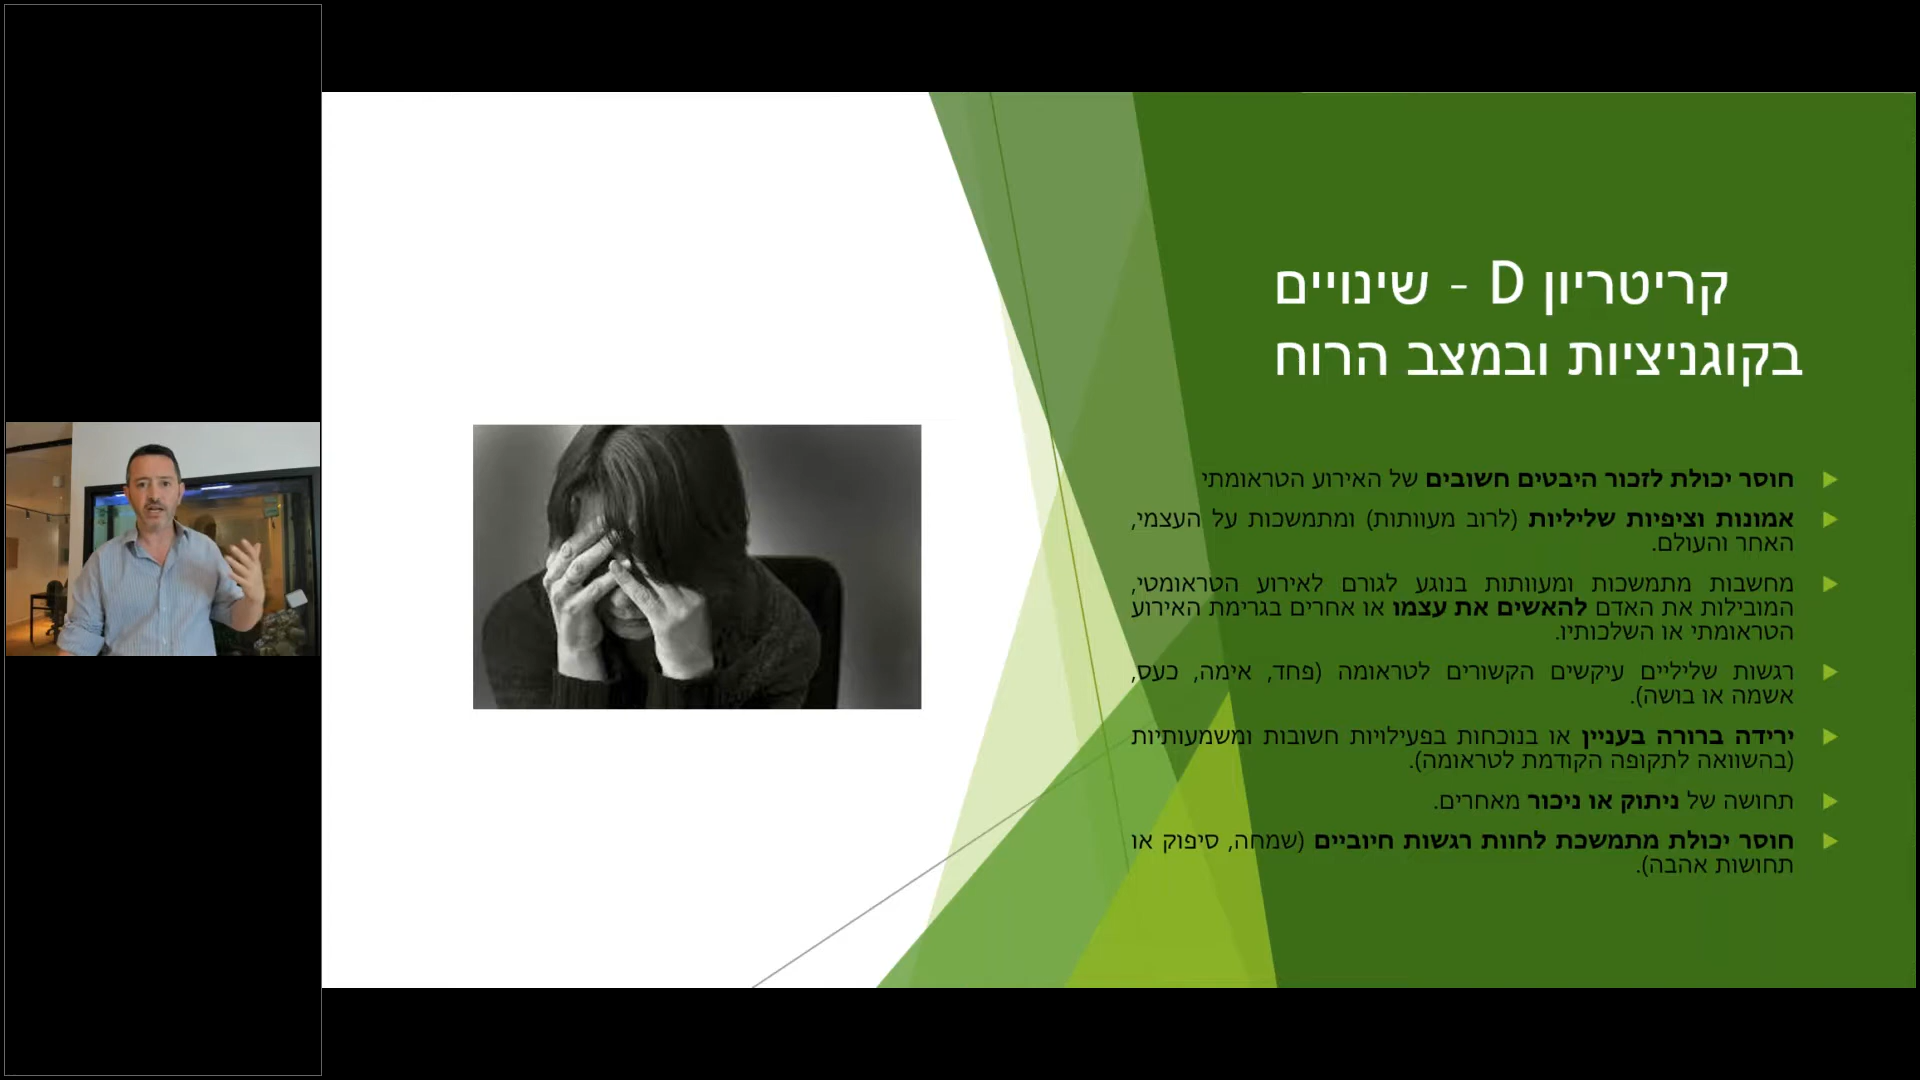 קריטריון D - שינויים
בקוגניציות ובמצב הרוח
חוסר יכולת לזכור היבטים חשובים של האירוע הטראומתי
אמונות וציפיות שליליות (לרוב מעוותות) ומתמשכות על העצמי,
האחר והעולם.
מחשבות מתמשכות ומעוותות בנוגע לגורם לאירוע הטראומטי,
המובילות את האדם להאשים את עצמו או אחרים בגרימת האירוע
הטראומתי או השלכותיו.
רגשות שליליים עיקשים הקשורים לטראומה (פחד, אימה, כעס,
אשמה או בושה).
ירידה ברורה בעניין או בנוכחות בפעילויות חשובות ומשמעותיות
(בהשוואה לתקופה הקודמת לטראומה).
תחושה של ניתוק או ניכור מאחרים.
חוסר יכולת מתמשכת לחוות רגשות חיוביים (שמחה, סיפוק או
תחושות אהבה).